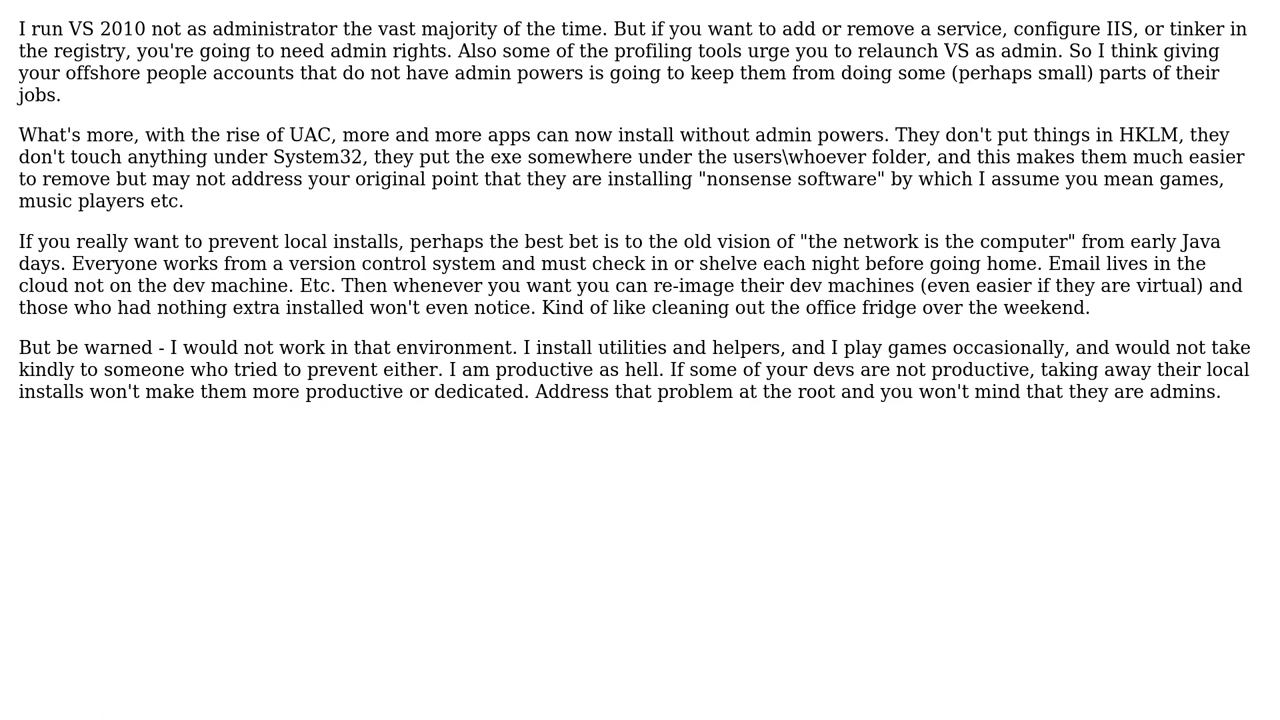 I run VS 2010 not as administrator the vast majority of the time. But if you want to add or remove a service, configure IIS, or tinker in
the registry, you're going to need admin rights. Also some of the profiling tools urge you to relaunch VS as admin. So I think giving
your offshore people accounts that do not have admin powers is going to keep them from doing some (perhaps small) parts of their
jobs.
What's more, with the rise of UAC, more and more apps can now install without admin powers. They don't put things in HKLM, they
don't touch anything under System32, they put the exe somewhere under the users\whoever folder, and this makes them much easier
to remove but may not address your original point that they are installing "nonsense software" by which I assume you mean games,
music players etc.
If you really want to prevent local installs, perhaps the best bet is to the old vision of "the network is the computer" from early Java
days. Everyone works from a version control system and must check in or shelve each night before going home. Email lives in the
cloud not on the dev machine. Etc. Then whenever you want you can re-image their dev machines (even easier if they are virtual) and
those who had nothing extra installed won't even notice. Kind of like cleaning out the office fridge over the weekend.
But be warned - I would not work in that environment. I install utilities and helpers, and I play games occasionally, and would not take
kindly to someone who tried to prevent either. I am productive as hell. If some of your devs are not productive, taking away their local
installs won't make them more productive or dedicated. Address that problem at the root and you won't mind that they are admins.